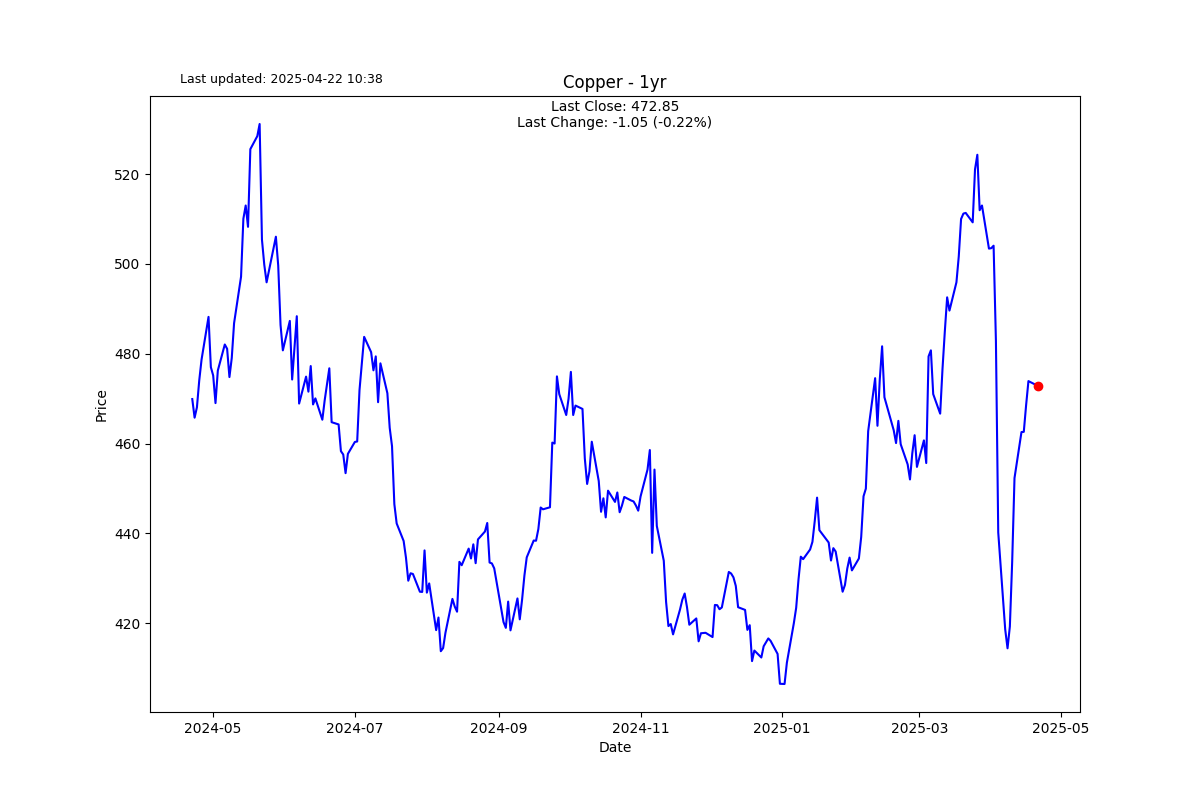 Last updated: 2025-04-22 10:38
Copper - 1yr
Last Close: 472.85
Last Change: -1.05 (-0.22%)
520
500
480
460
440
420
Price
2024-05
2024-07
2024-09
2024-11
2025-01
2025-03
2025-05
Date